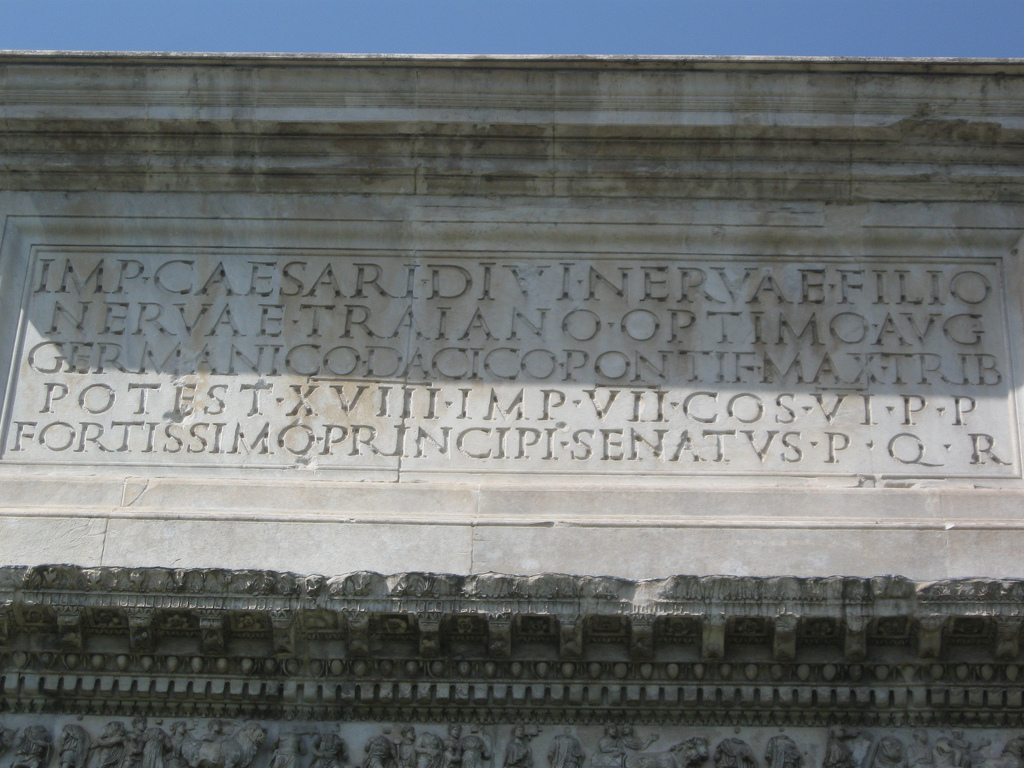 IMP·CAESARI·DIVI·NERVAE·FILIO
NERVAE·TRAIANO·OPTIMO·AVG
GERMANICO·DACICO·PONTIF·MAX·TRIB
POTEST·XVIII·IMP·VII·COS·VI·P·P
FORTISSIMO·PRINCIPI·SENATVS·P·Q·R